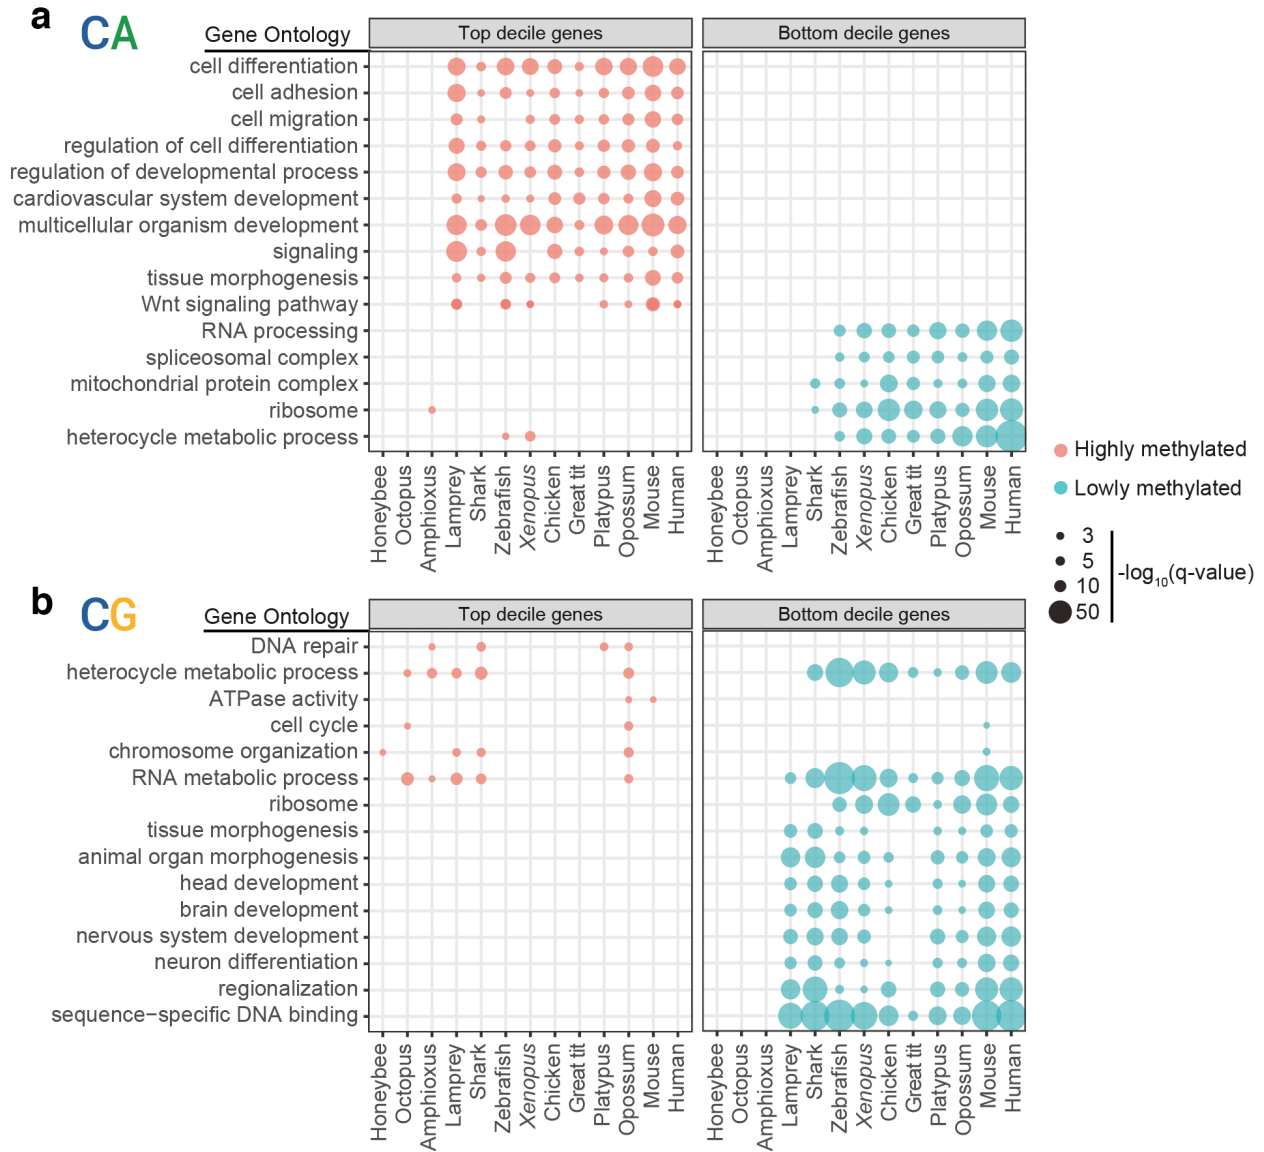 a
CA
Gene Ontology
Top decile genes
Bottom decile genes
cell differentiation
cell adhesion
cell migration
regulation of cell differentiation
regulation of developmental process
cardiovascular system development
multicellular organism development
signaling
tissue morphogenesis
Wnt signaling pathway
RNA processing
spliceosomal complex
mitochondrial protein complex
ribosome
heterocycle metabolic process
Honeybee
Octopus
Amphioxus
Lamprey
Shark
Zebrafish
Xenopus
Chicken
Great tit
Platypus
Opossum
Mouse
Human
Honeybee
Octopus
Amphioxus
Lamprey
Shark
Zebrafish
Xenopus
Chicken
Great tit
Platypus
Opossum
Mouse
Human
Highly methylated
Lowly methylated
3
5
10
50
-log10(q-value)
b
CG
Gene Ontology
Top decile genes
Bottom decile genes
DNA repair
heterocycle metabolic process
ATPase activity
cell cycle
chromosome organization
RNA metabolic process
ribosome
tissue morphogenesis
animal organ morphogenesis
head development
brain development
nervous system development
neuron differentiation
regionalization
sequence−specific DNA binding
Honeybee
Octopus
Amphioxus
Lamprey
Shark
Zebrafish
Xenopus
Chicken
Great tit
Platypus
Opossum
Mouse
Human
Honeybee
Octopus
Amphioxus
Lamprey
Shark
Zebrafish
Xenopus
Chicken
Great tit
Platypus
Opossum
Mouse
Human